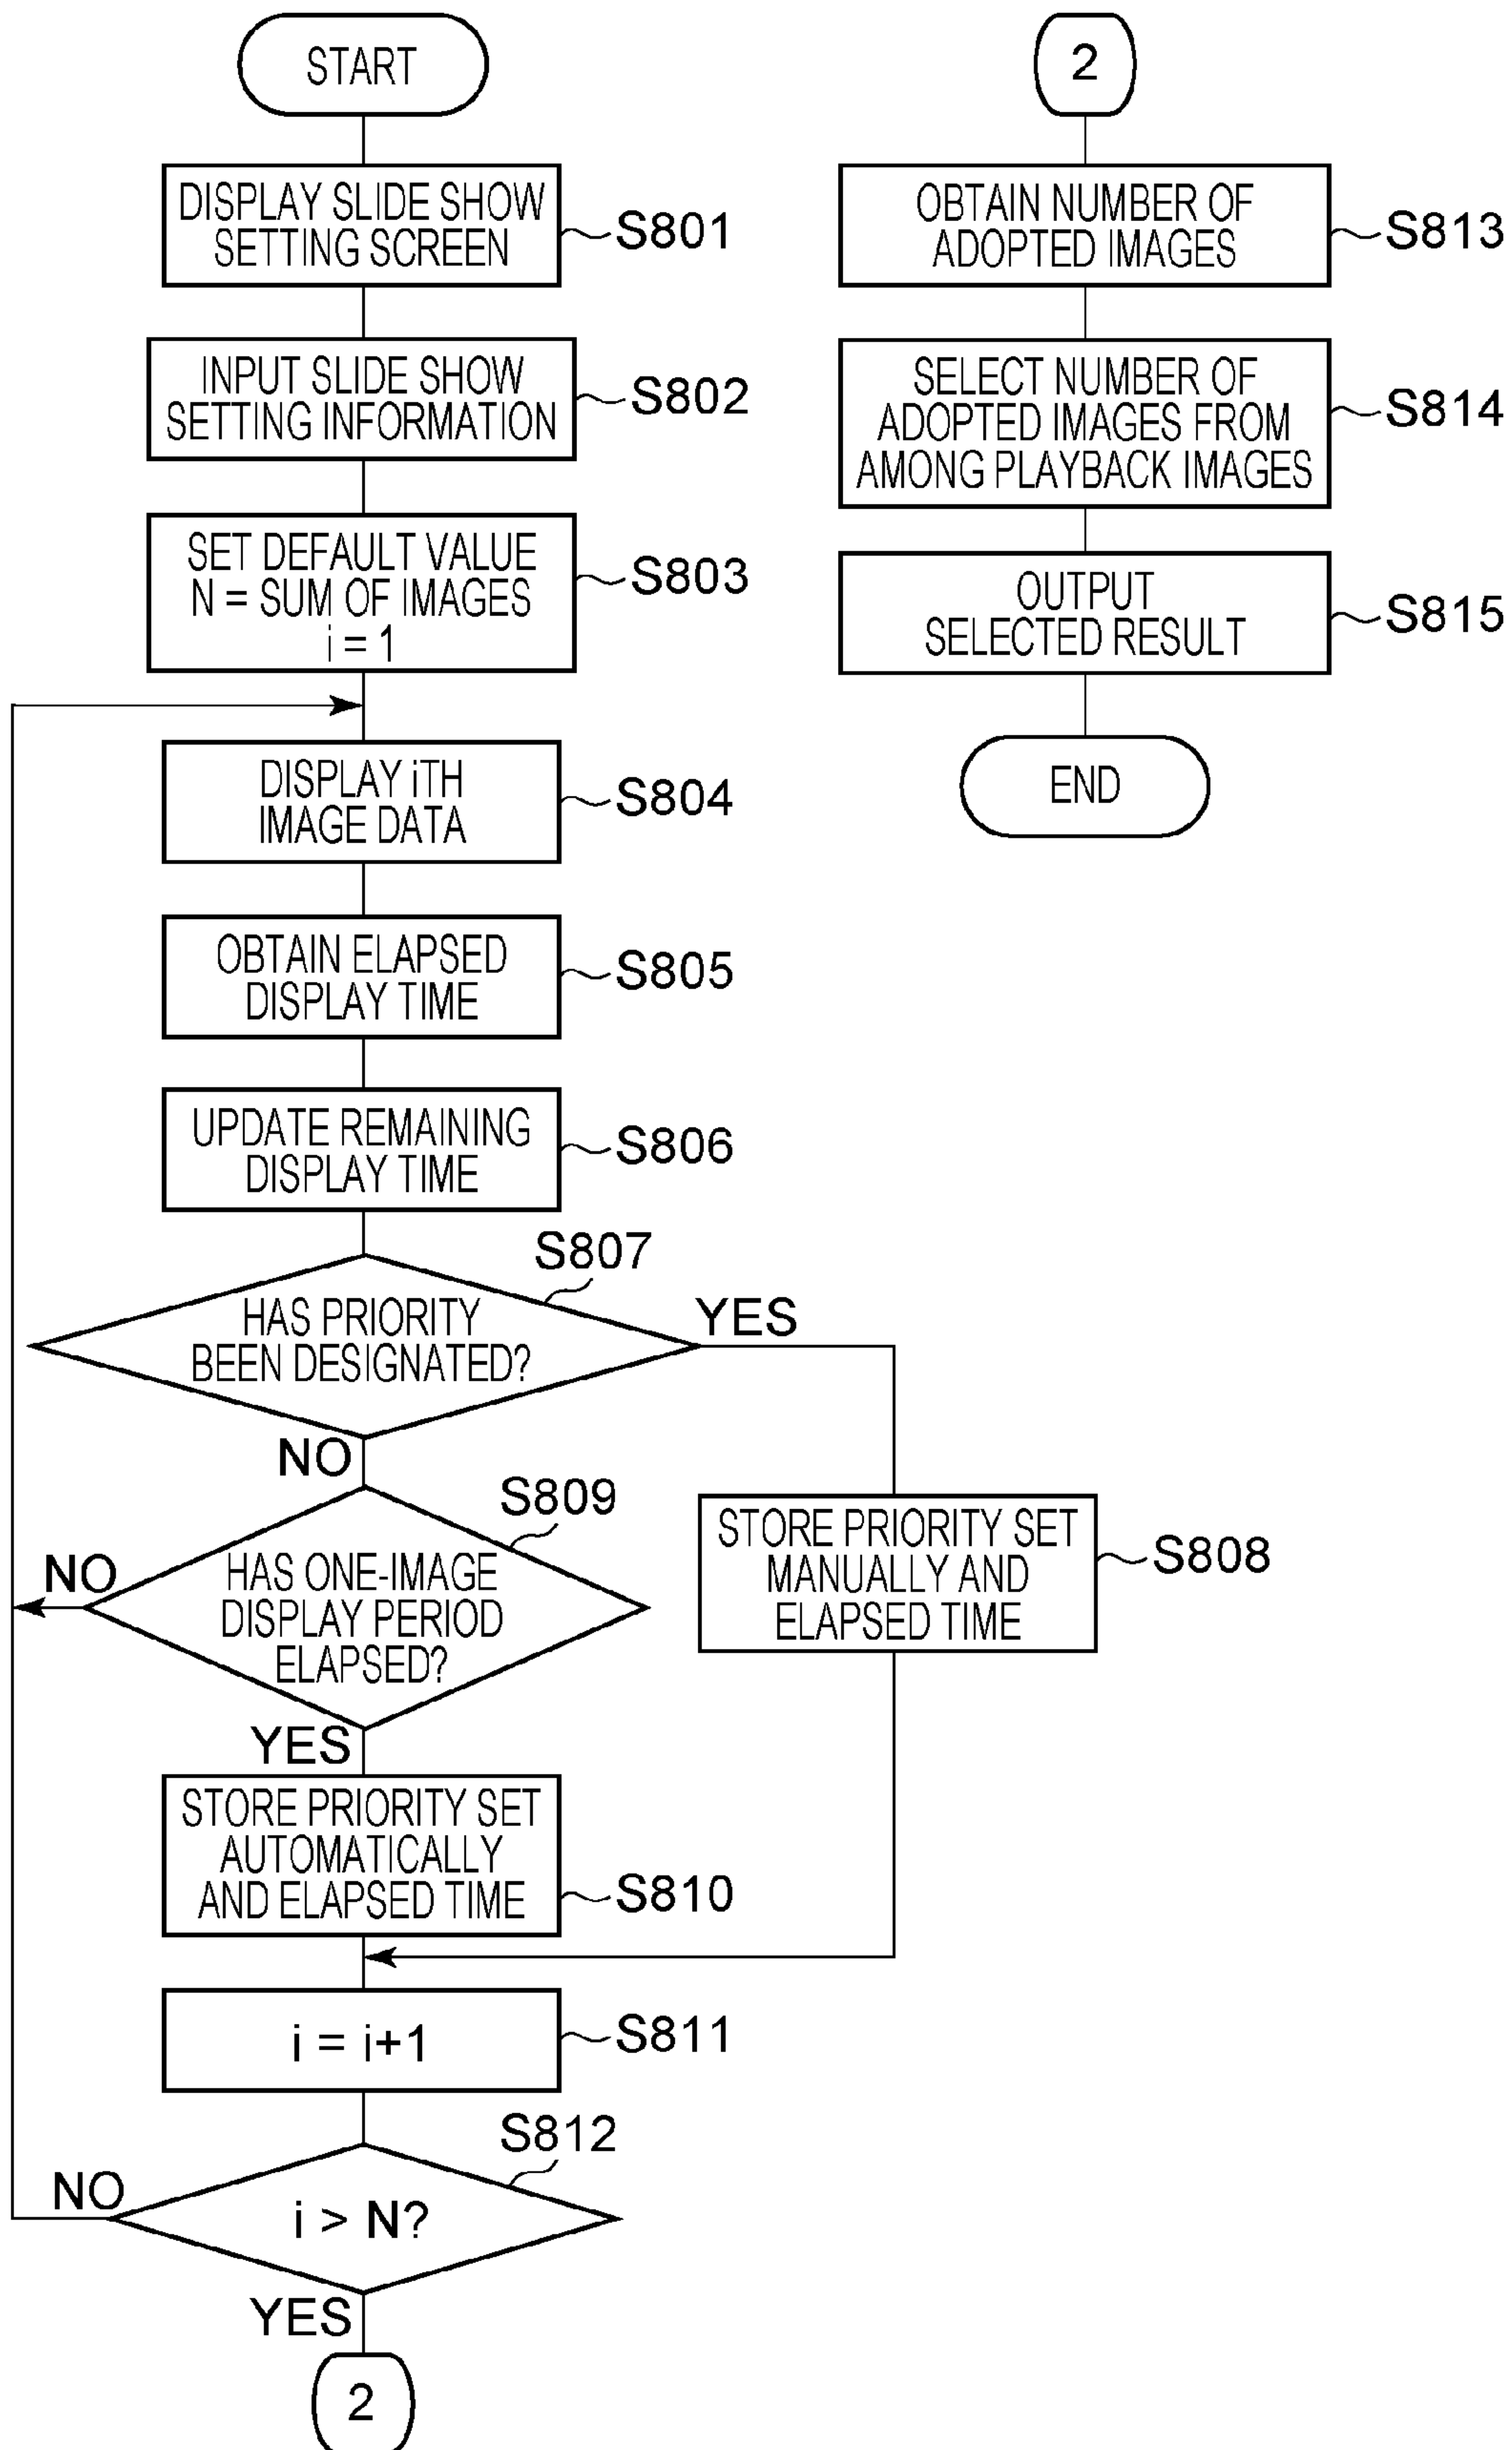 START
DISPLAY SLIDE SHOW
SETTING SCREEN
S801
INPUT SLIDE SHOW
SETTING INFORMATION
S802
SET DEFAULT VALUE
N = SUM OF IMAGES
i = 1
S803
DISPLAY iTH
IMAGE DATA
S804
OBTAIN ELAPSED
DISPLAY TIME
S805
UPDATE REMAINING
DISPLAY TIME
S806
S807
HAS PRIORITY
BEEN DESIGNATED?
YES
NO
S809
HAS ONE-IMAGE
DISPLAY PERIOD
ELAPSED?
NO
YES
STORE PRIORITY SET
MANUALLY AND
ELAPSED TIME
S808
STORE PRIORITY SET
AUTOMATICALLY
AND ELAPSED TIME
S810
i = i+1
S811
S812
i > N?
NO
YES
2
2
OBTAIN NUMBER OF
ADOPTED IMAGES
S813
SELECT NUMBER OF
ADOPTED IMAGES FROM
AMONG PLAYBACK IMAGES
S814
OUTPUT
SELECTED RESULT
S815
END